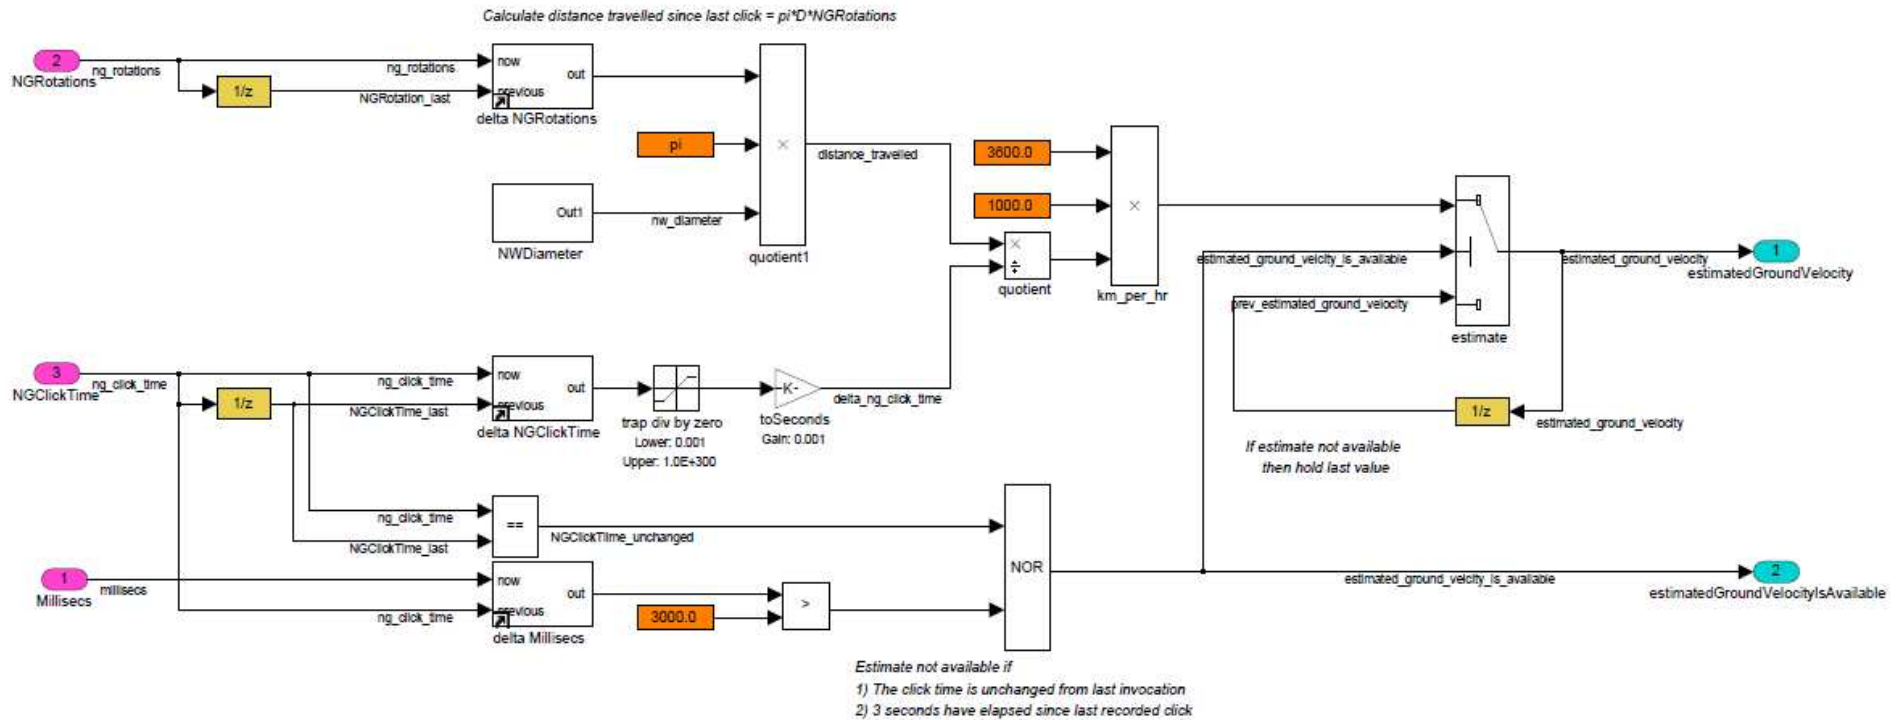 Calculate distance travelled since last click = pi*D*NGRotations
2
NGRotations
ng_rotations
1/z
ng_rotations
NGRotation_last
now
previous
out
delta NGRotations
pi
Out1
NWDiameter
nw_diameter
×
quotient1
distance_travelled
3600.0
1000.0
×
÷
quotient
×
km_per_hr
estimated_ground_velcity_is_available
prev_estimated_ground_velocity
estimate
estimated_ground_velocity
1
estimatedGroundVelocity
1/z
estimated_ground_velocity
If estimate not available
then hold last value
3
NGClickTime
ng_click_time
1/z
ng_click_time
NGClickTime_last
now
previous
out
delta NGClickTime
trap div by zero
Lower: 0.001
Upper: 1.0E+300
-K-
toSeconds
Gain: 0.001
delta_ng_click_time
ng_click_time
NGClickTime_last
==
NGClickTime_unchanged
1
Millisecs
millisecs
ng_click_time
now
previous
out
delta Millisecs
3000.0
>
NOR
estimated_ground_velcity_is_available
2
estimatedGroundVelocityIsAvailable
Estimate not available if
1) The click time is unchanged from last invocation
2) 3 seconds have elapsed since last recorded click